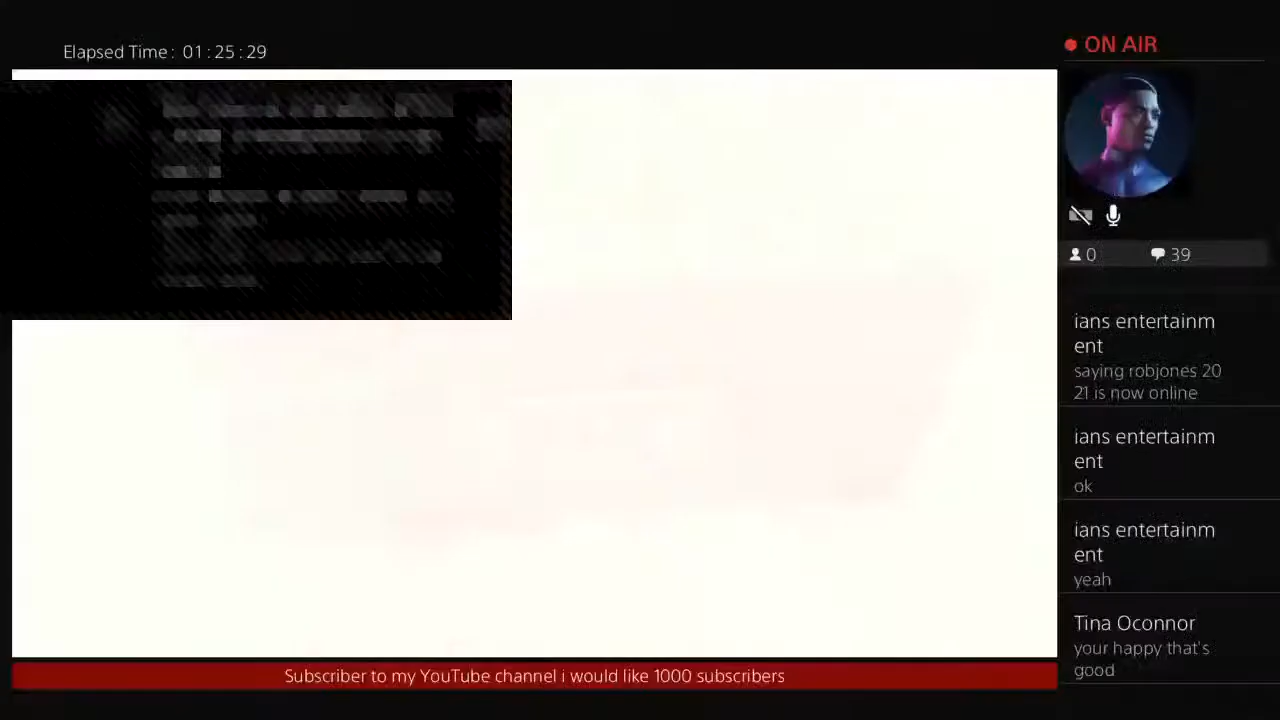 Elapsed Time: 01:25:29
ON AIR
0 39
ians entertainm
ent
saying robjones 20
21 is now online
ians entertainm
ent
ok
ians entertainm
ent
yeah
Tina Oconnor
your happy that's
good
Subscriber to my YouTube channel i would like 1000 subscribers